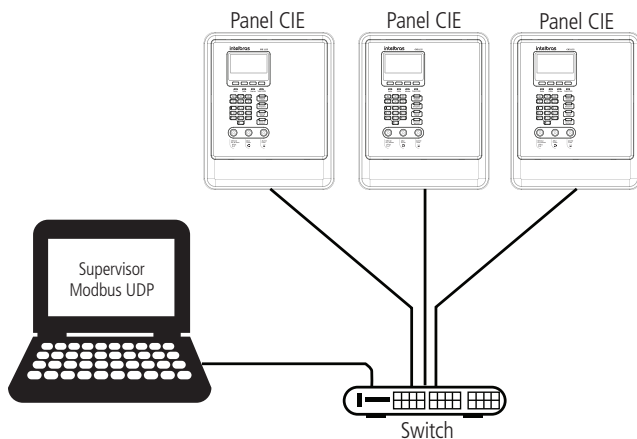 Panel CIE
Panel CIE
Panel CIE
intelbras
intelbras
intelbras
Supervisor
Modbus UDP
Switch